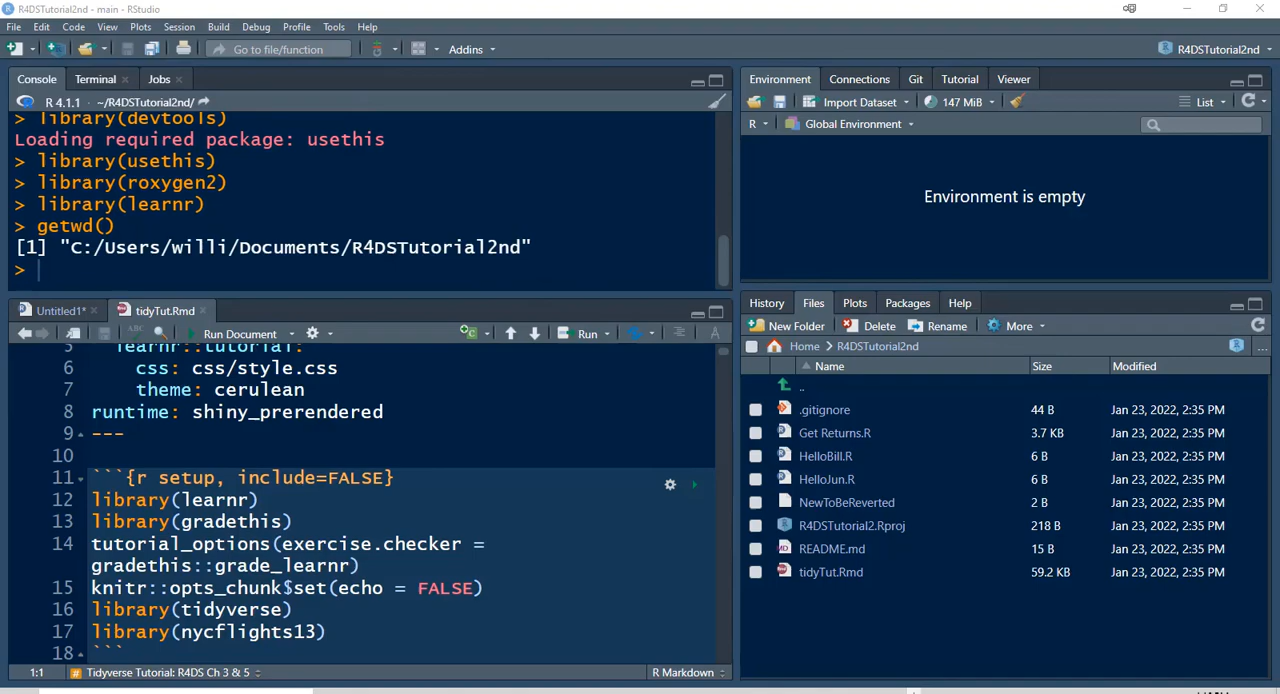 R4DSTutorial2nd - main - RStudio
File Edit Code View Plots Session Build Debug Profile Tools Help
Go to file/function Addins R4DSTutorial2nd
Console Terminal Jobs
R 4.1.1 · ~/R4DSTutorial2nd/
> library(devtools)
Loading required package: usethis
> library(usethis)
> library(roxygen2)
> library(learnr)
> getwd()
[1] "C:/Users/willi/Documents/R4DSTutorial2nd"
>
Untitled1* tidyTut.Rmd
ABC Run Document Run
5 learnr::tutorial:
6 css: css/style.css
7 theme: cerulean
8 runtime: shiny_prerendered
9 ---
10
11 ```{r setup, include=FALSE}
12 library(learnr)
13 library(gradethis)
14 tutorial_options(exercise.checker =
gradethis::grade_learnr)
15 knitr::opts_chunk$set(echo = FALSE)
16 library(tidyverse)
17 library(nycflights13)
18 ```
1:1 # Tidyverse Tutorial: R4DS Ch 3 & 5 R Markdown
Environment Connections Git Tutorial Viewer
Import Dataset 147 MiB List
R Global Environment
Environment is empty
History Files Plots Packages Help
New Folder Delete Rename More
Home > R4DSTutorial2nd ...
Name Size Modified
..
.gitignore 44 B Jan 23, 2022, 2:35 PM
Get Returns.R 3.7 KB Jan 23, 2022, 2:35 PM
HelloBill.R 6 B Jan 23, 2022, 2:35 PM
HelloJun.R 6 B Jan 23, 2022, 2:35 PM
NewToBeReverted 2 B Jan 23, 2022, 2:35 PM
R4DSTutorial2.Rproj 218 B Jan 23, 2022, 2:35 PM
README.md 15 B Jan 23, 2022, 2:35 PM
tidyTut.Rmd 59.2 KB Jan 23, 2022, 2:35 PM